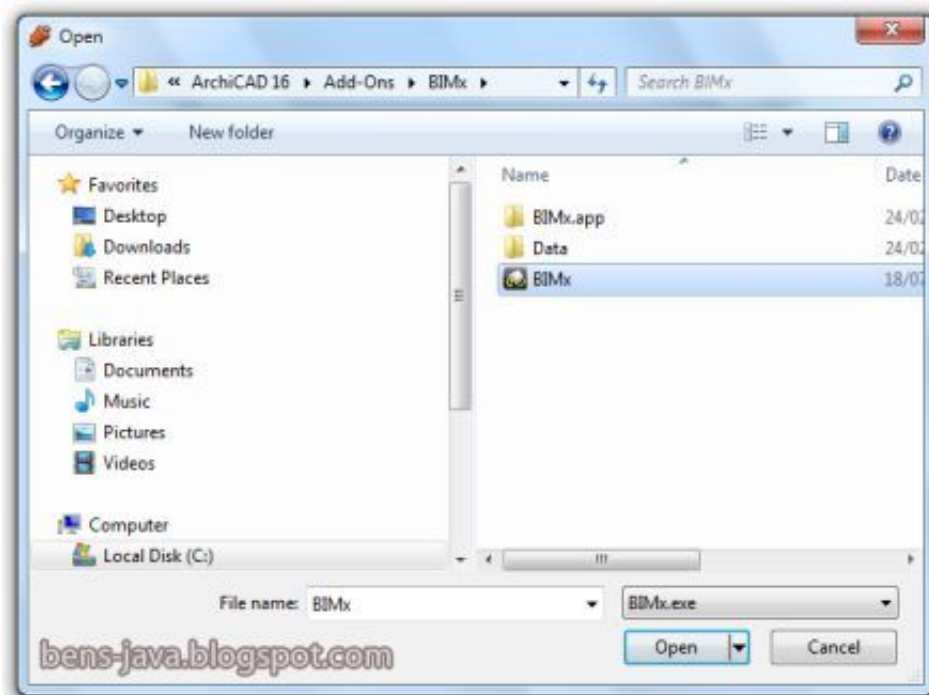 Open
« ArchiCAD 16 ▸ Add-Ons ▸ BIMx ▸
Search BIMx
Organize
New folder
Name
Date
Favorites
Desktop
Downloads
Recent Places
Libraries
Documents
Music
Pictures
Videos
Computer
Local Disk (C:)
BIMx.app
24/02
Data
24/02
BIMx
18/07
File name:
BIMx
BIMx.exe
Open
Cancel
bens-java.blogspot.com